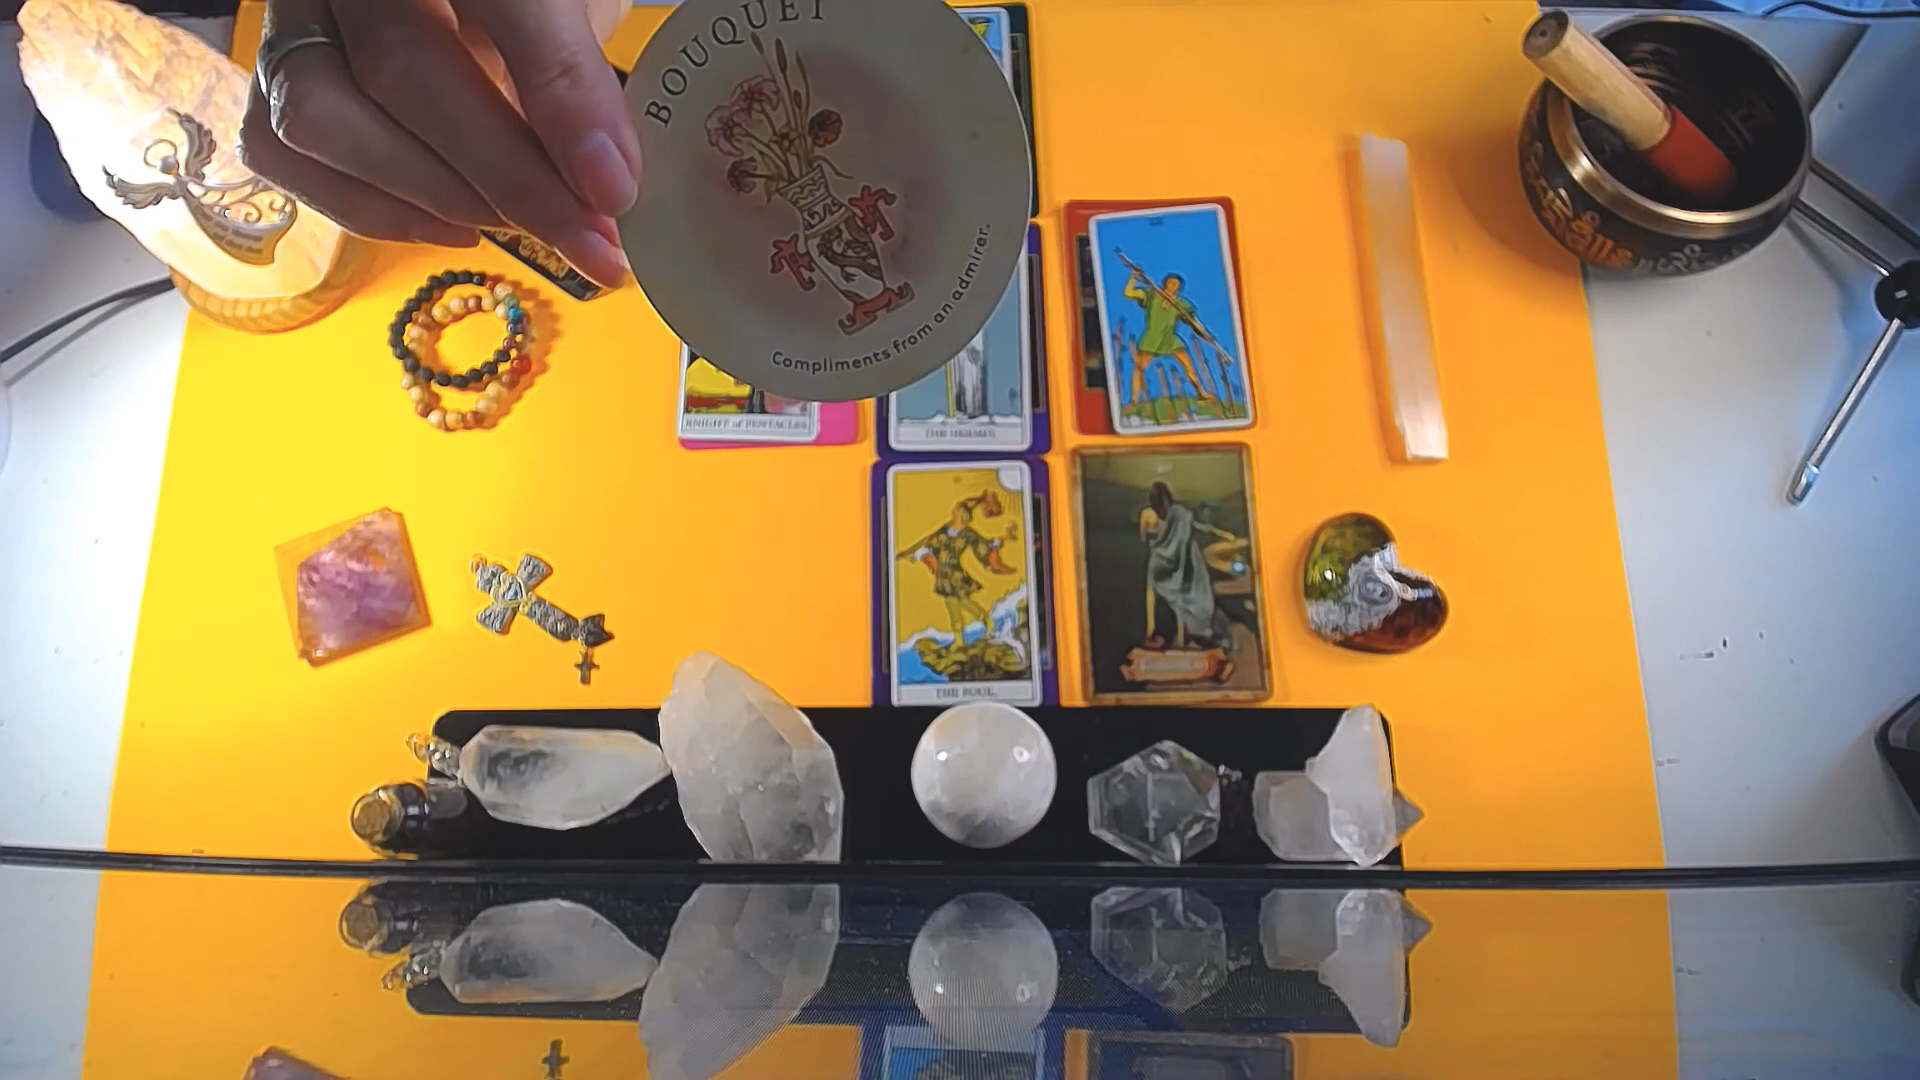 BOUQUET
Compliments from an admirer.
KNIGHT of PENTACLES.
THE HERMIT.
THE FOOL.